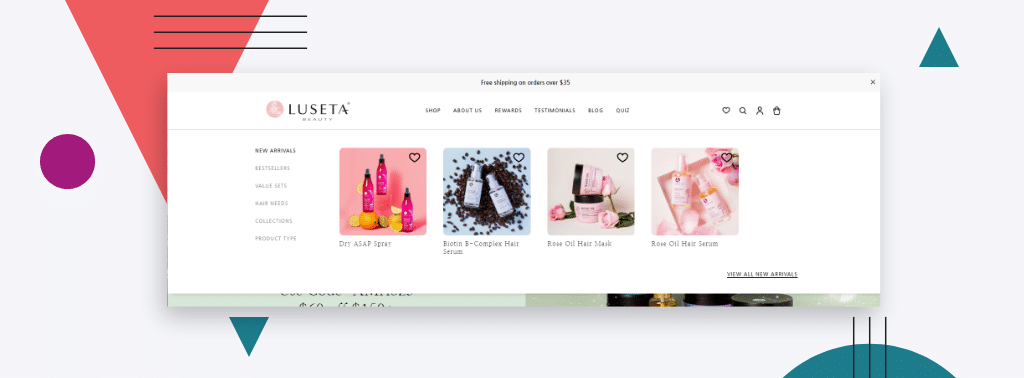 Free shipping on orders over $35
LUSETA
BEAUTY
SHOP ABOUT US REWARDS TESTIMONIALS BLOG QUIZ
NEW ARRIVALS
BESTSELLERS
VALUE SETS
HAIR NEEDS
COLLECTIONS
PRODUCT TYPE
Dry ASAP Spray
Biotin B-Complex Hair
Serum
Rose Oil Hair Mask
Rose Oil Hair Serum
VIEW ALL NEW ARRIVALS